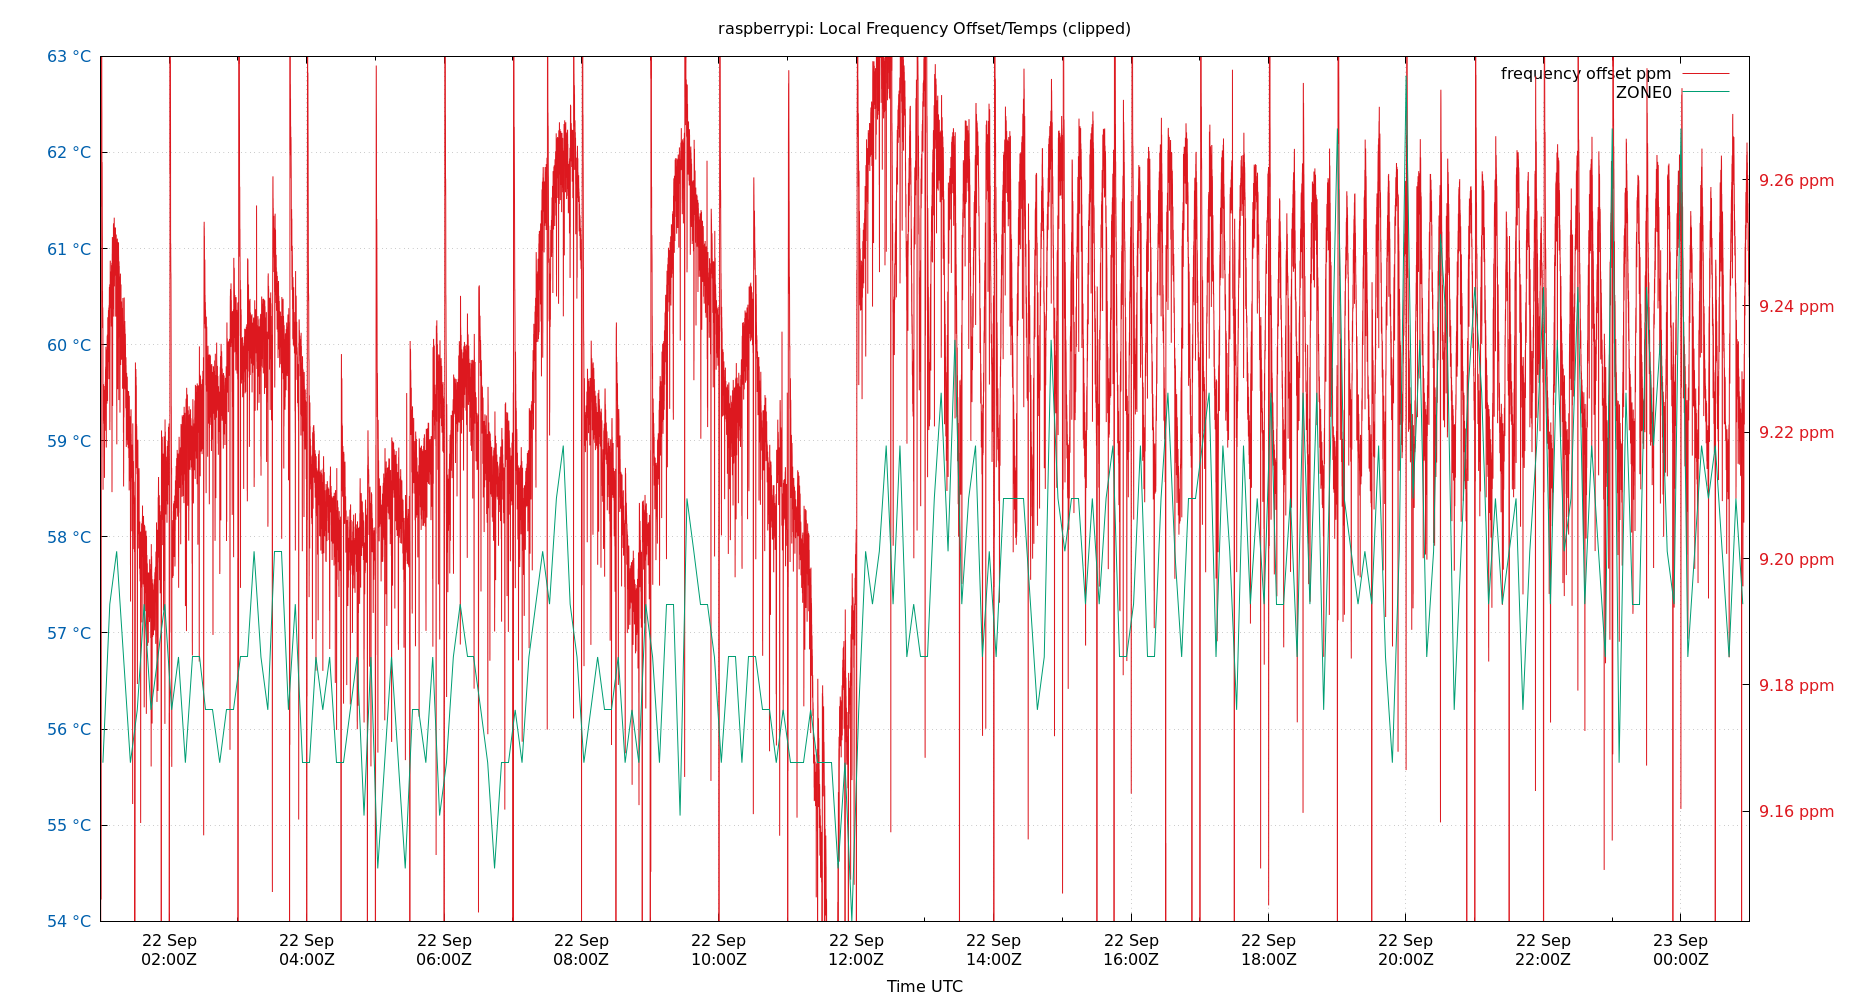 raspberrypi: Local Frequency Offset/Temps (clipped)
63 °C
62 °C
61 °C
60 °C
59 °C
58 °C
57 °C
56 °C
55 °C
54 °C
frequency offset ppm
ZONE0
9.26 ppm
9.24 ppm
9.22 ppm
9.20 ppm
9.18 ppm
9.16 ppm
22 Sep 22 Sep 22 Sep 22 Sep 22 Sep 22 Sep 22 Sep 22 Sep 22 Sep 22 Sep 22 Sep 23 Sep
02:00Z 04:00Z 06:00Z 08:00Z 10:00Z 12:00Z 14:00Z 16:00Z 18:00Z 20:00Z 22:00Z 00:00Z
Time UTC